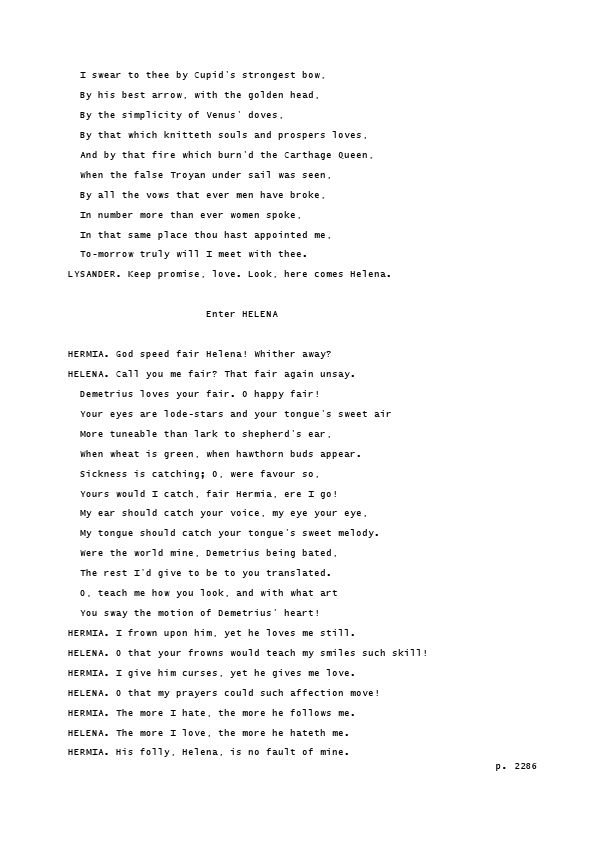 I swear to thee by Cupid's strongest bow,
By his best arrow, with the golden head,
By the simplicity of Venus' doves,
By that which knitteth souls and prospers loves,
And by that fire which burn'd the Carthage Queen,
When the false Troyan under sail was seen,
By all the vows that ever men have broke,
In number more than ever women spoke,
In that same place thou hast appointed me,
To-morrow truly will I meet with thee.
LYSANDER. Keep promise, love. Look, here comes Helena.
Enter HELENA
HERMIA. God speed fair Helena! Whither away?
HELENA. Call you me fair? That fair again unsay.
Demetrius loves your fair. O happy fair!
Your eyes are lode-stars and your tongue's sweet air
More tuneable than lark to shepherd's ear,
When wheat is green, when hawthorn buds appear.
Sickness is catching; O, were favour so,
Yours would I catch, fair Hermia, ere I go!
My ear should catch your voice, my eye your eye,
My tongue should catch your tongue's sweet melody.
Were the world mine, Demetrius being bated,
The rest I'd give to be to you translated.
O, teach me how you look, and with what art
You sway the motion of Demetrius' heart!
HERMIA. I frown upon him, yet he loves me still.
HELENA. O that your frowns would teach my smiles such skill!
HERMIA. I give him curses, yet he gives me love.
HELENA. O that my prayers could such affection move!
HERMIA. The more I hate, the more he follows me.
HELENA. The more I love, the more he hateth me.
HERMIA. His folly, Helena, is no fault of mine.
p. 2286